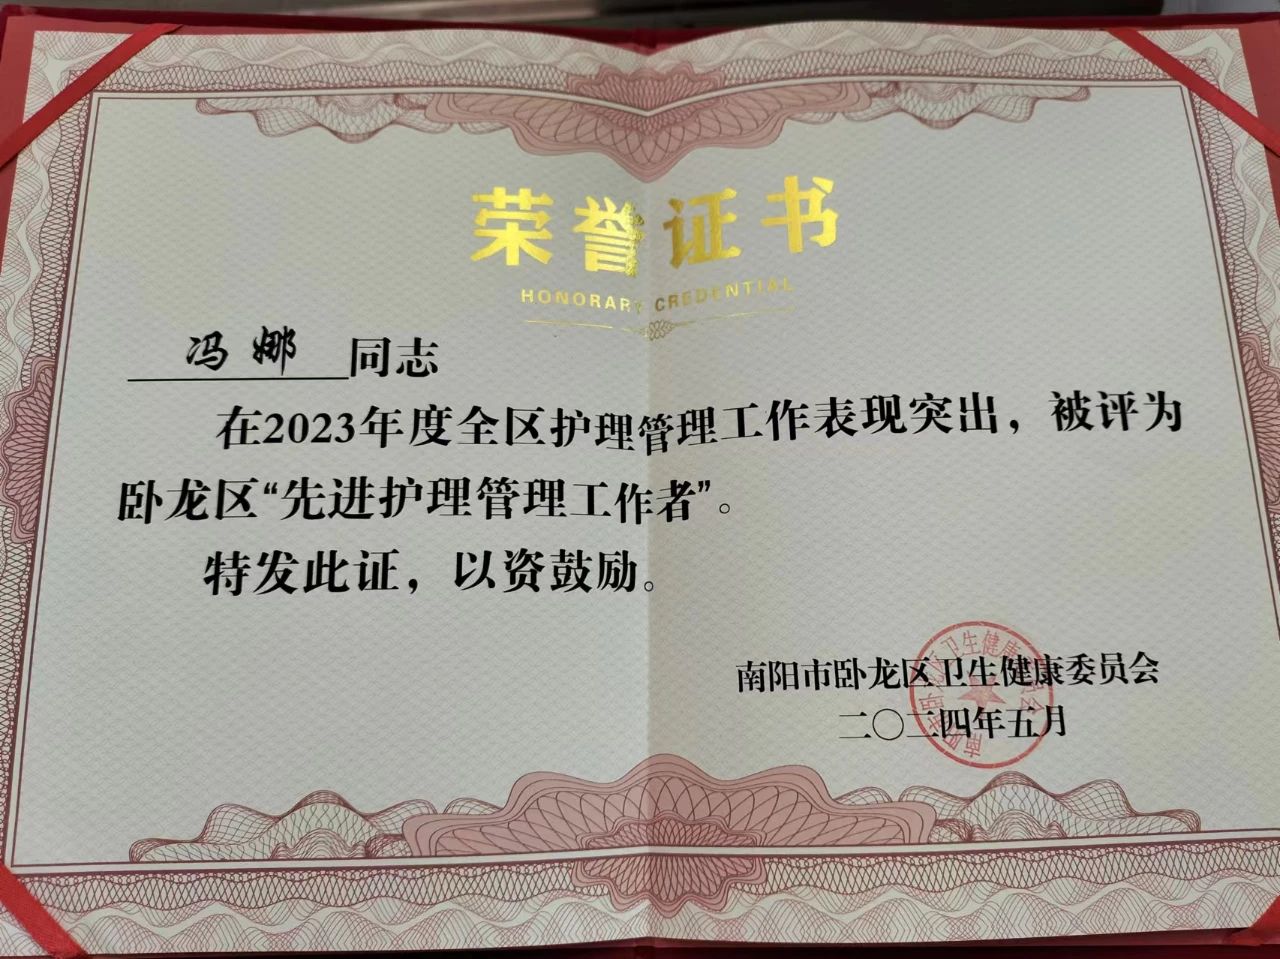 荣誉证书
HONORARY CREDENTIAL
冯娜 同志
在2023年度全区护理管理工作表现突出，被评为
卧龙区“先进护理管理工作者”。
特发此证，以资鼓励。
南阳市卧龙区卫生健康委员会
二〇二四年五月